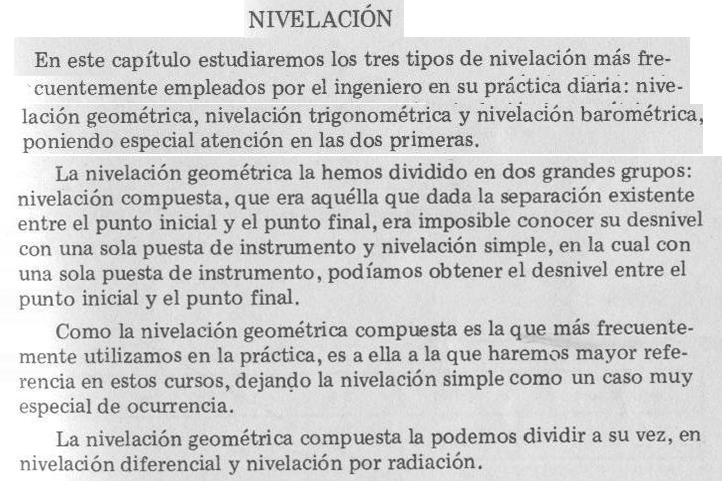 NIVELACIÓN
En este capítulo estudiaremos los tres tipos de nivelación más fre-
cuentemente empleados por el ingeniero en su práctica diaria: nive-
lación geométrica, nivelación trigonométrica y nivelación barométrica,
poniendo especial atención en las dos primeras.
La nivelación geométrica la hemos dividido en dos grandes grupos:
nivelación compuesta, que era aquélla que dada la separación existente
entre el punto inicial y el punto final, era imposible conocer su desnivel
con una sola puesta de instrumento y nivelación simple, en la cual con
una sola puesta de instrumento, podíamos obtener el desnivel entre el
punto inicial y el punto final.
Como la nivelación geométrica compuesta es la que más frecuente-
mente utilizamos en la práctica, es a ella a la que haremos mayor refe-
rencia en estos cursos, dejando la nivelación simple como un caso muy
especial de ocurrencia.
La nivelación geométrica compuesta la podemos dividir a su vez, en
nivelación diferencial y nivelación por radiación.